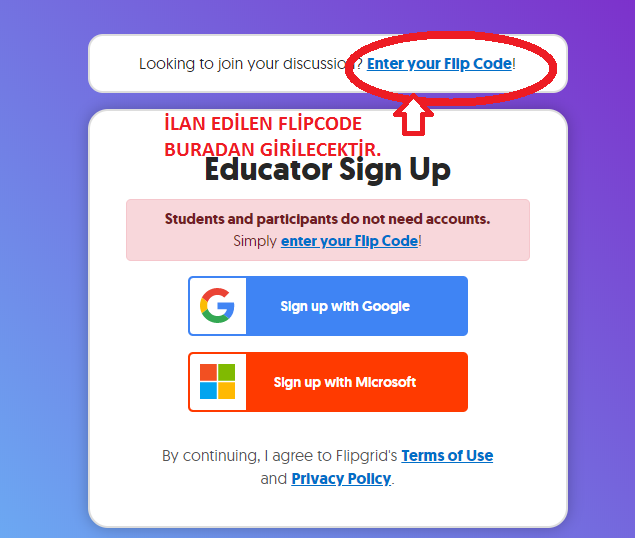 Looking to join your discussion? Enter your Flip Code!
İLAN EDİLEN FLİPCODE
BURADAN GİRİLECEKTİR.
Educator Sign Up
Students and participants do not need accounts.
Simply enter your Flip Code!
Sign up with Google
Sign up with Microsoft
By continuing, I agree to Flipgrid's Terms of Use
and Privacy Policy.